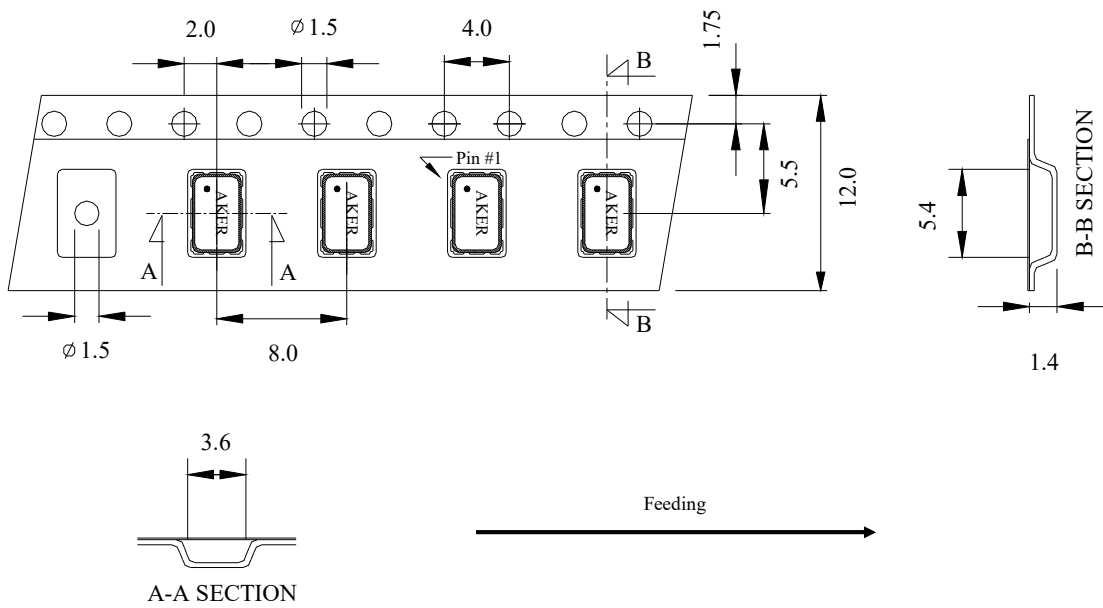 2.0
⌀ 1.5
4.0
1.75
B
Pin #1
5.5
12.0
AKER
AKER
AKER
AKER
A
A
B
⌀ 1.5
8.0
5.4
B-B SECTION
1.4
3.6
A-A SECTION
Feeding